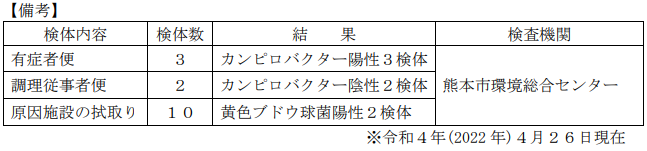 【備考】
検体内容 検体数 結　果 検査機関
有症者便 ３ カンピロバクター陽性３検体
調理従事者便 ２ カンピロバクター陰性２検体 熊本市環境総合センター
原因施設の拭取り １０ 黄色ブドウ球菌陽性２検体
※令和４年(2022 年)４月２６日現在